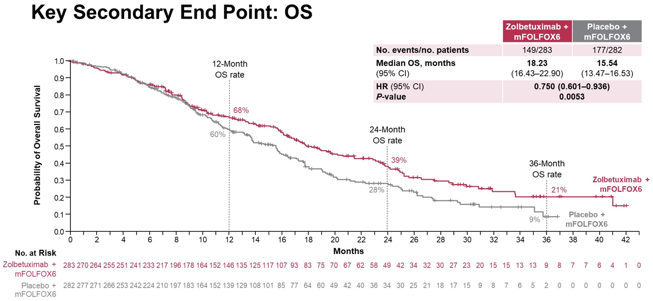 Key Secondary End Point: OS
Zolbetuximab + mFOLFOX6
Placebo + mFOLFOX6
No. events/no. patients 149/283 177/282
Median OS, months 18.23 15.54
(95% CI) (16.43–22.90) (13.47–16.53)
HR (95% CI) 0.750 (0.601–0.936)
P-value 0.0053
Probability of Overall Survival
1.0
0.9
0.8
0.7
0.6
0.5
0.4
0.3
0.2
0.1
0.0
12-Month
OS rate
68%
60%
24-Month
OS rate
39%
28%
36-Month
OS rate
21%
9%
Zolbetuximab +
mFOLFOX6
Placebo +
mFOLFOX6
0 2 4 6 8 10 12 14 16 18 20 22 24 26 28 30 32 34 36 38 40 42
Months
No. at Risk
Zolbetuximab + 283 270 264 255 251 241 233 217 196 178 164 152 146 135 125 117 107 93 83 75 70 67 62 58 49 42 34 32 30 27 23 20 15 15 13 13 9 8 7 7 6 4 1 0
mFOLFOX6
Placebo + 282 277 271 266 257 242 224 210 197 183 164 152 139 129 108 101 85 77 64 60 49 42 40 36 34 30 25 21 18 17 15 13 7 6 5 2 0 0 0 0 0 0 0 0
mFOLFOX6